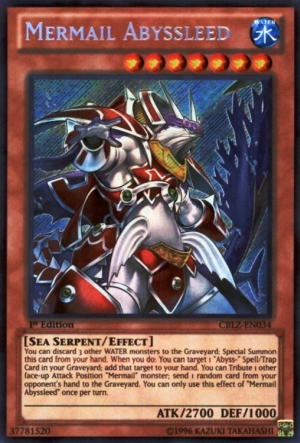 MERMAIL ABYSSLEED
WATER
水
1st Edition
CBLZ-EN034
[SEA SERPENT/EFFECT]
You can discard 3 other WATER monsters to the Graveyard; Special Summon
this card from your hand. When you do: You can target 1 "Abyss-" Spell/Trap
Card in your Graveyard; add that target to your hand. You can Tribute 1 other
face-up Attack Position "Mermail" monster; send 1 random card from your
opponent's hand to the Graveyard. You can only use this effect of "Mermail
Abyssleed" once per turn.
ATK/2700 DEF/1000
37781520
©1996 KAZUKI TAKAHASHI